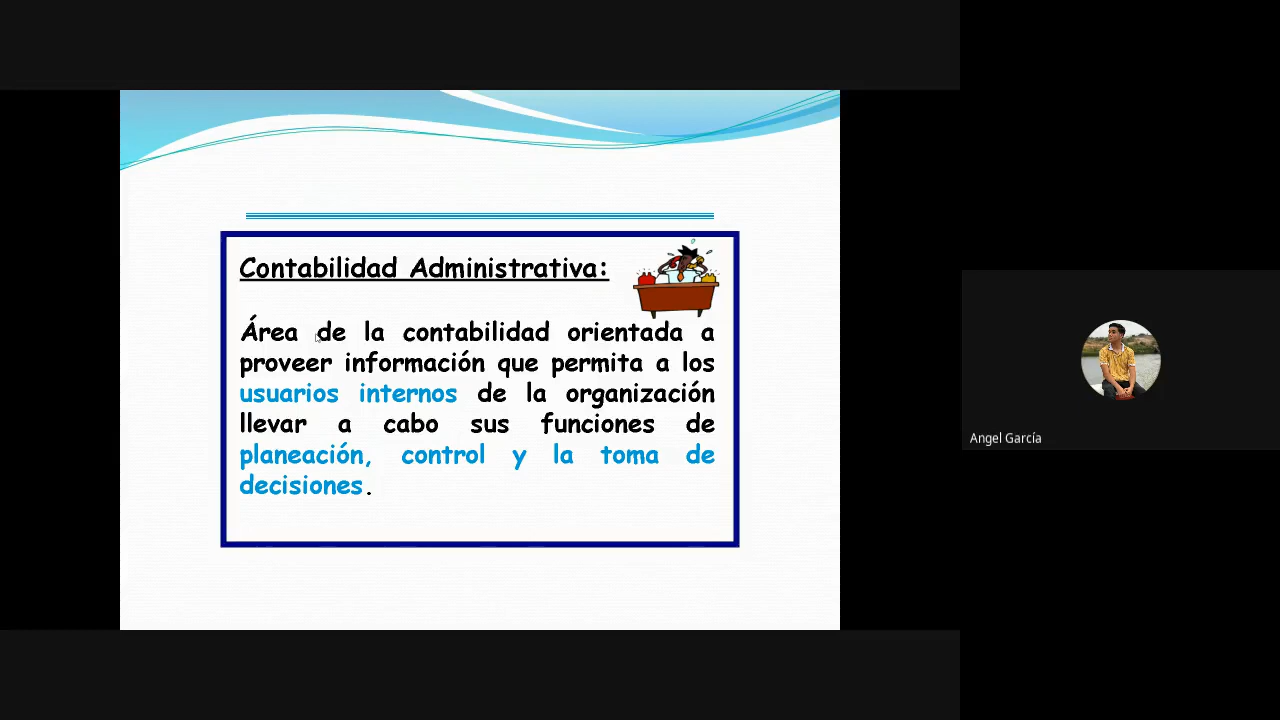 Contabilidad Administrativa:
Área de la contabilidad orientada a
proveer información que permita a los
usuarios internos de la organización
llevar a cabo sus funciones de
planeación, control y la toma de
decisiones.
Angel García